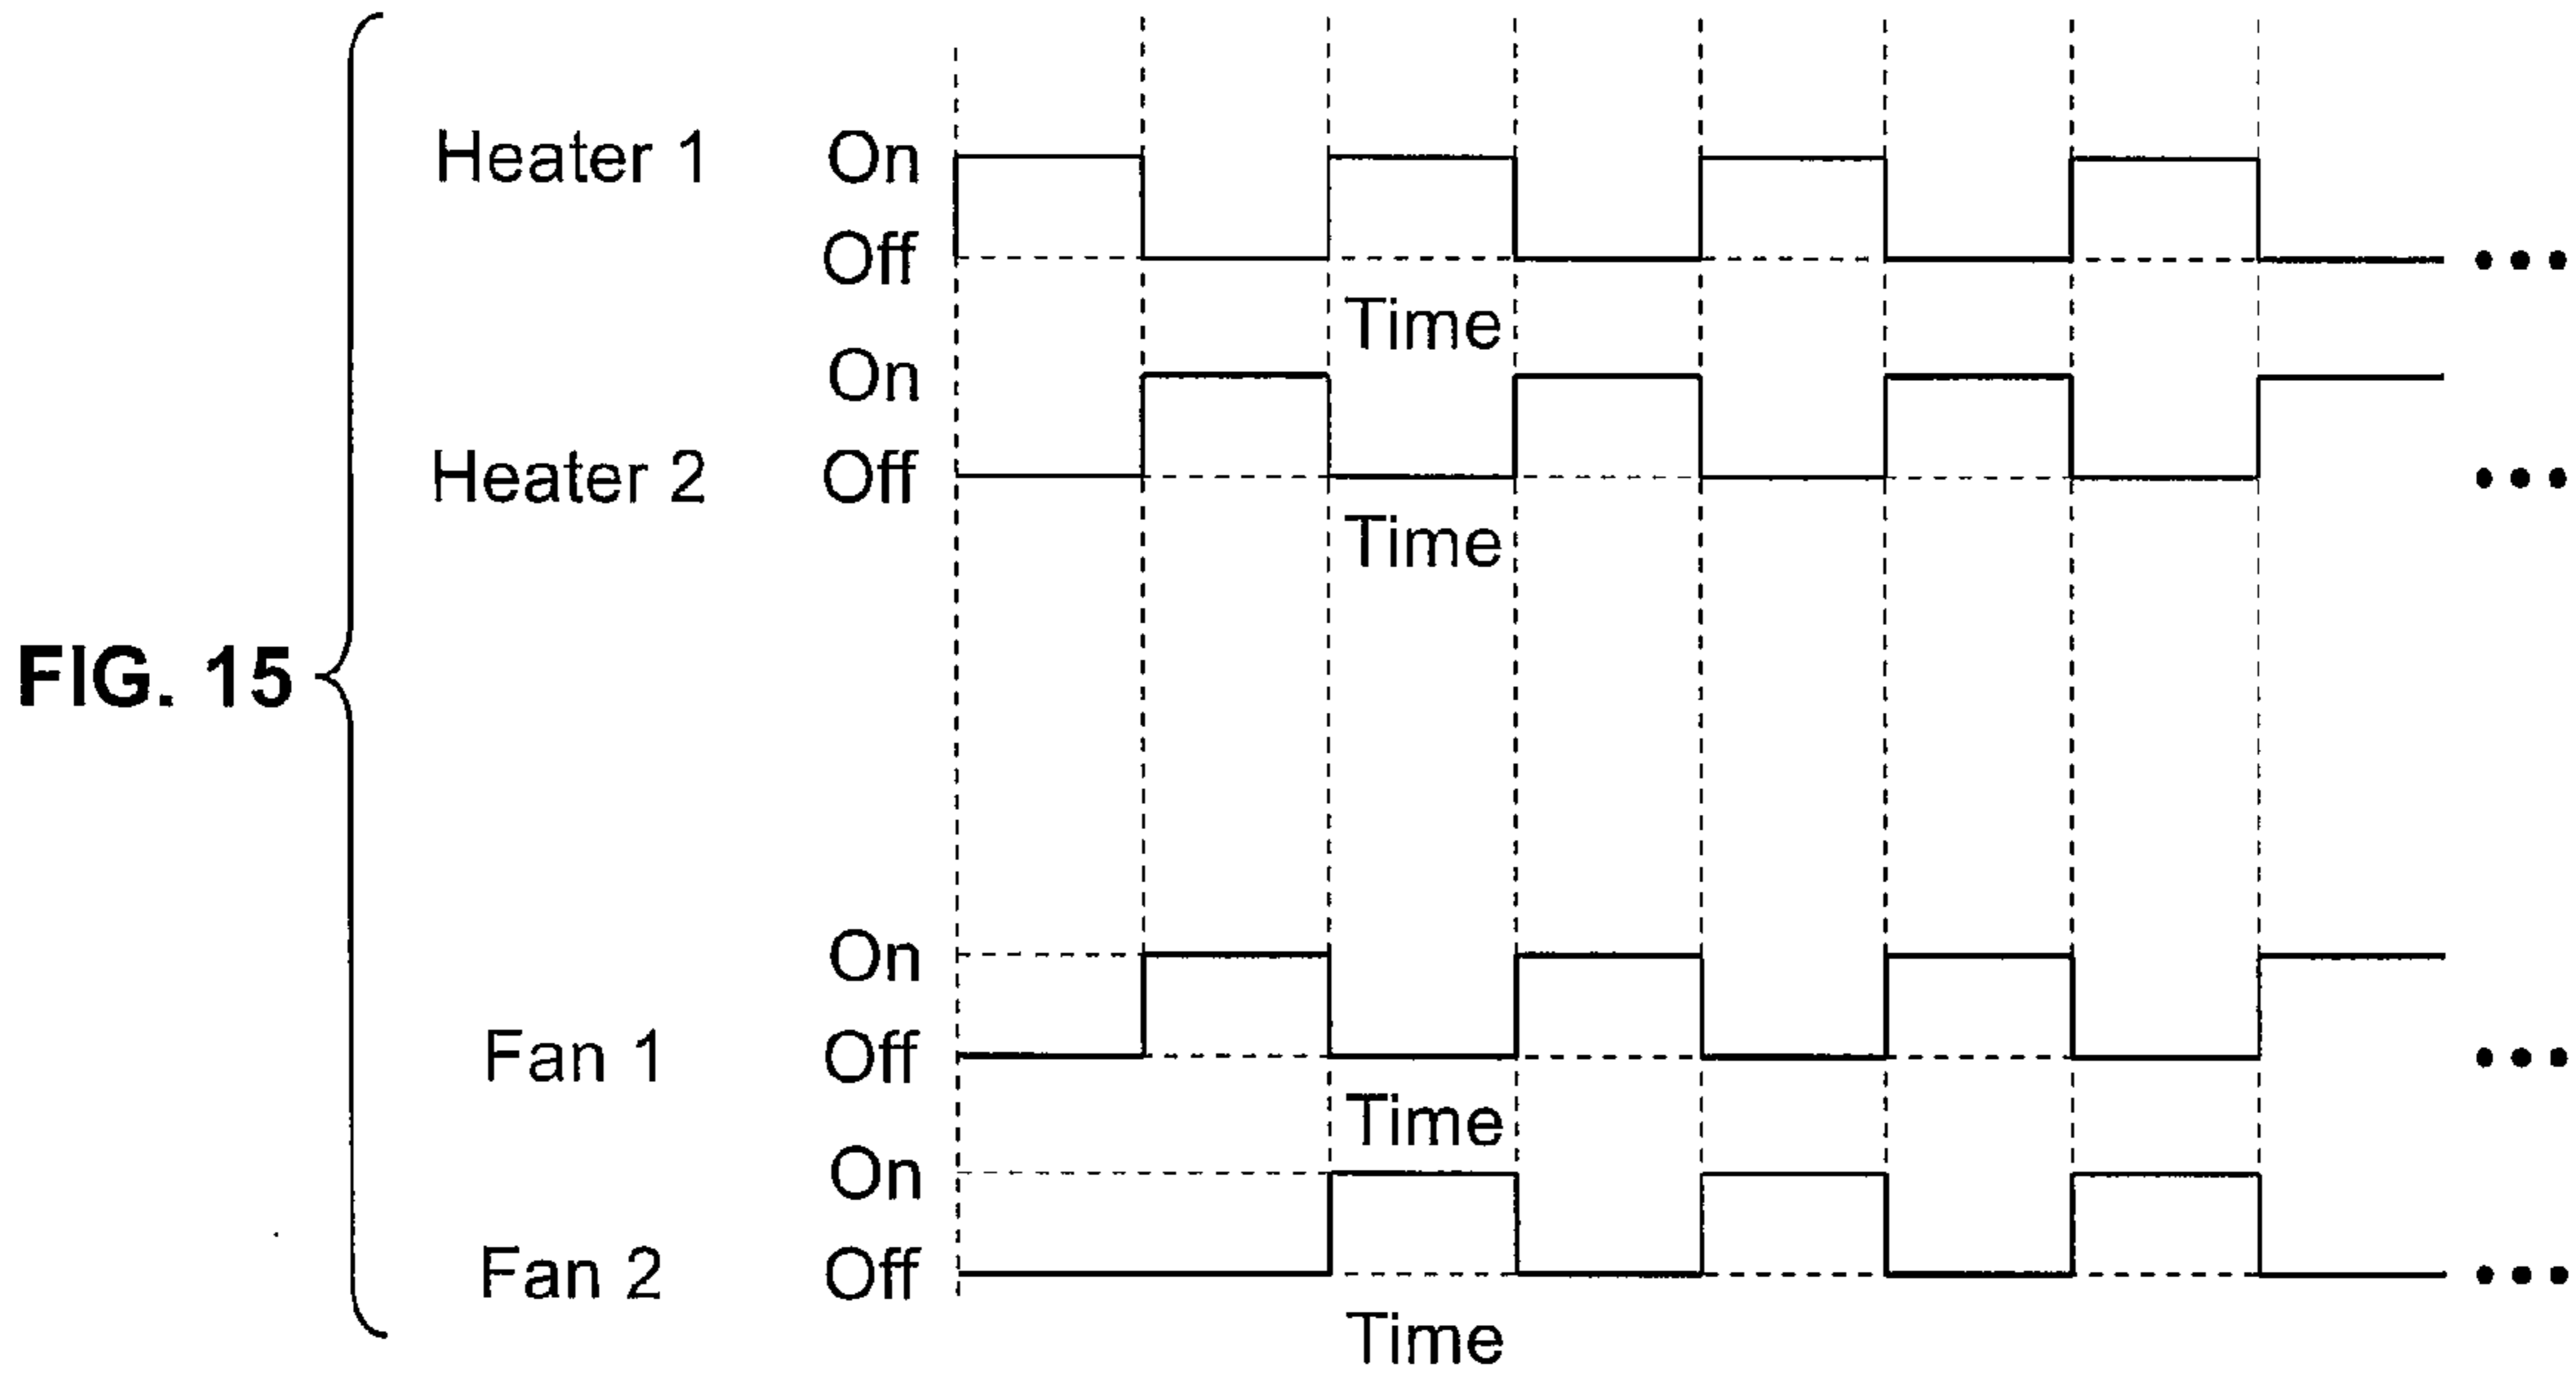 Heater 1 On
Off
Time
On
Heater 2 Off
Time
FIG. 15
On
Fan 1 Off
Time
On
Fan 2 Off
Time